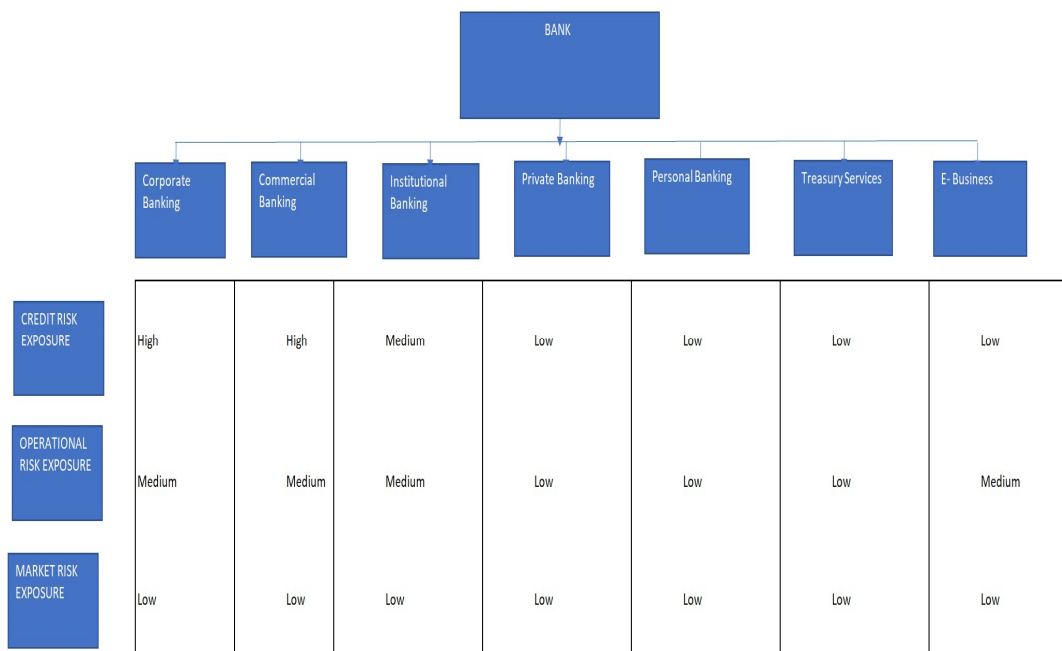 BANK
Corporate
Banking
Commercial
Banking
Institutional
Banking
Private Banking
Personal Banking
Treasury Services
E- Business
CREDIT RISK
EXPOSURE
High
High
Medium
Low
Low
Low
Low
OPERATIONAL
RISK EXPOSURE
Medium
Medium
Medium
Low
Low
Low
Medium
MARKET RISK
EXPOSURE
Low
Low
Low
Low
Low
Low
Low